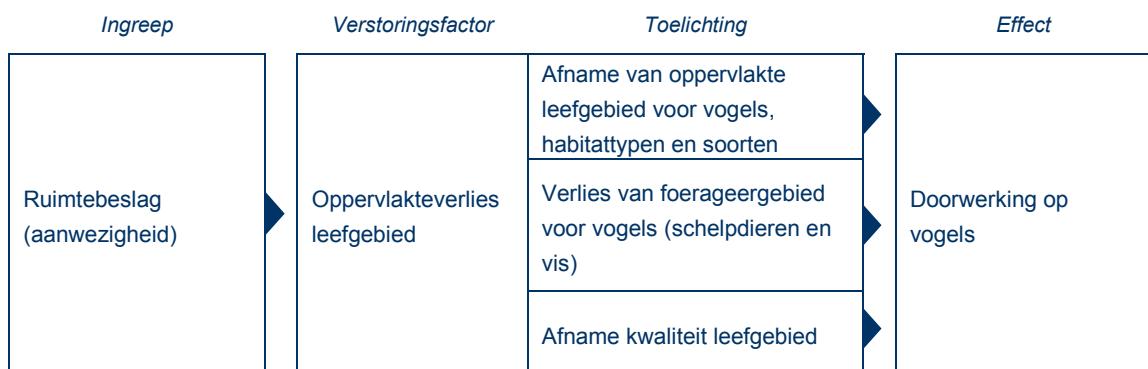 Ingreep
Verstoringsfactor
Toelichting
Effect
Ruimtebeslag
(aanwezigheid)
Oppervlakteverlies
leefgebied
Afname van oppervlakte
leefgebied voor vogels,
habitattypen en soorten
Verlies van foerageergebied
voor vogels (schelpdieren en
vis)
Afname kwaliteit leefgebied
Doorwerking op
vogels